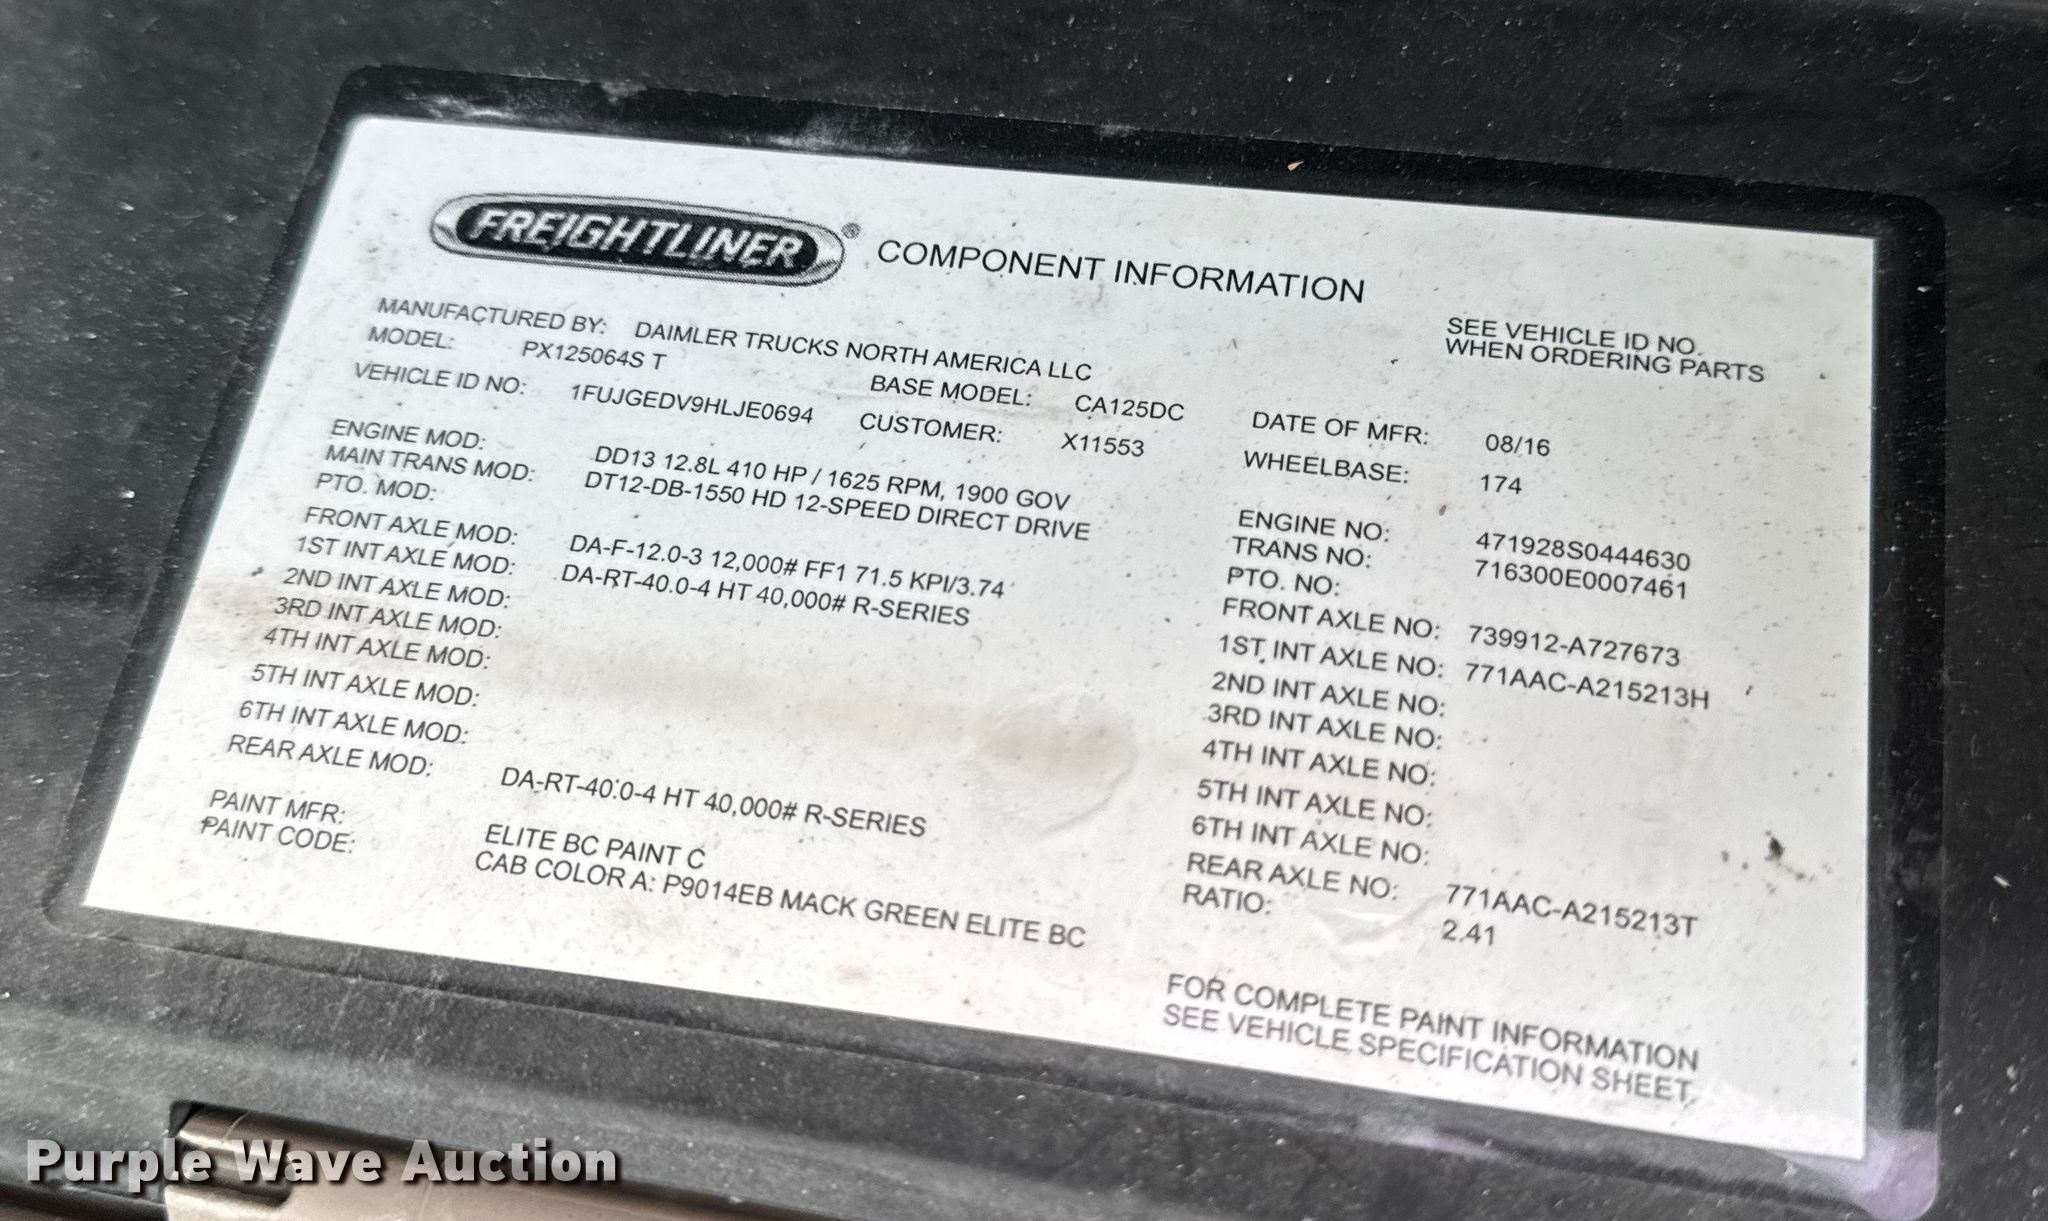 FREIGHTLINER® COMPONENT INFORMATION
SEE VEHICLE ID NO.
WHEN ORDERING PARTS
MANUFACTURED BY: DAIMLER TRUCKS NORTH AMERICA LLC
MODEL: PX125064S T BASE MODEL: CA125DC DATE OF MFR: 08/16
VEHICLE ID NO: 1FUJGEDV9HLJE0694 CUSTOMER: X11553 WHEELBASE: 174
ENGINE MOD: DD13 12.8L 410 HP / 1625 RPM, 1900 GOV ENGINE NO: 471928S0444630
MAIN TRANS MOD: DT12-DB-1550 HD 12-SPEED DIRECT DRIVE TRANS NO: 716300E0007461
PTO. MOD: PTO. NO:
FRONT AXLE MOD: DA-F-12.0-3 12,000# FF1 71.5 KPI/3.74 FRONT AXLE NO: 739912-A727673
1ST INT AXLE MOD: DA-RT-40.0-4 HT 40,000# R-SERIES 1ST INT AXLE NO: 771AAC-A215213H
2ND INT AXLE MOD: 2ND INT AXLE NO:
3RD INT AXLE MOD: 3RD INT AXLE NO:
4TH INT AXLE MOD: 4TH INT AXLE NO:
5TH INT AXLE MOD: 5TH INT AXLE NO:
6TH INT AXLE MOD: 6TH INT AXLE NO:
REAR AXLE MOD: DA-RT-40.0-4 HT 40,000# R-SERIES REAR AXLE NO: 771AAC-A215213T
RATIO: 2.41
PAINT MFR: ELITE BC PAINT C
PAINT CODE: CAB COLOR A: P9014EB MACK GREEN ELITE BC
FOR COMPLETE PAINT INFORMATION
SEE VEHICLE SPECIFICATION SHEET.
Purple Wave Auction